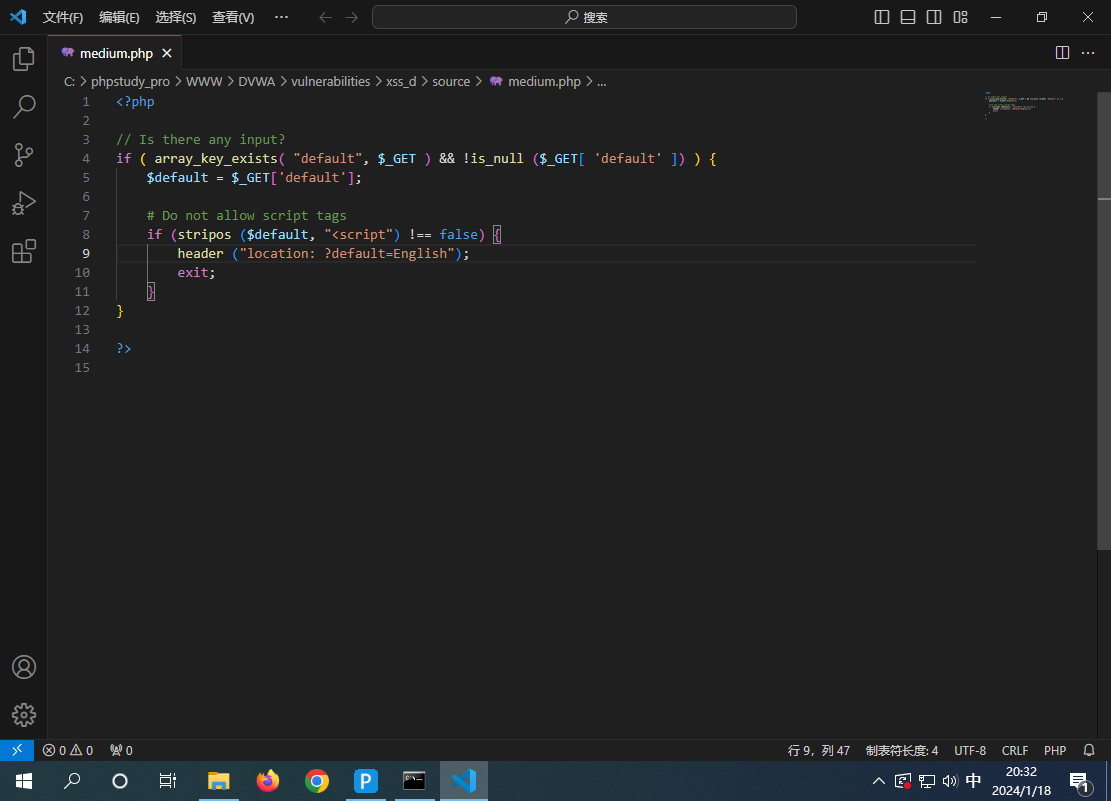 文件(F) 编辑(E) 选择(S) 查看(V) ··· 搜索
medium.php
C: > phpstudy_pro > WWW > DVWA > vulnerabilities > xss_d > source > medium.php > ...
1 <?php
2
3 // Is there any input?
4 if ( array_key_exists( "default", $_GET ) && !is_null ($_GET[ 'default' ]) ) {
5     $default = $_GET['default'];
6
7     # Do not allow script tags
8     if (stripos ($default, "<script") !== false) {
9         header ("location: ?default=English");
10         exit;
11     }
12 }
13
14 ?>
15
0 0 0 行 9，列 47 制表符长度: 4 UTF-8 CRLF PHP
P 中 20:32
2024/1/18 1